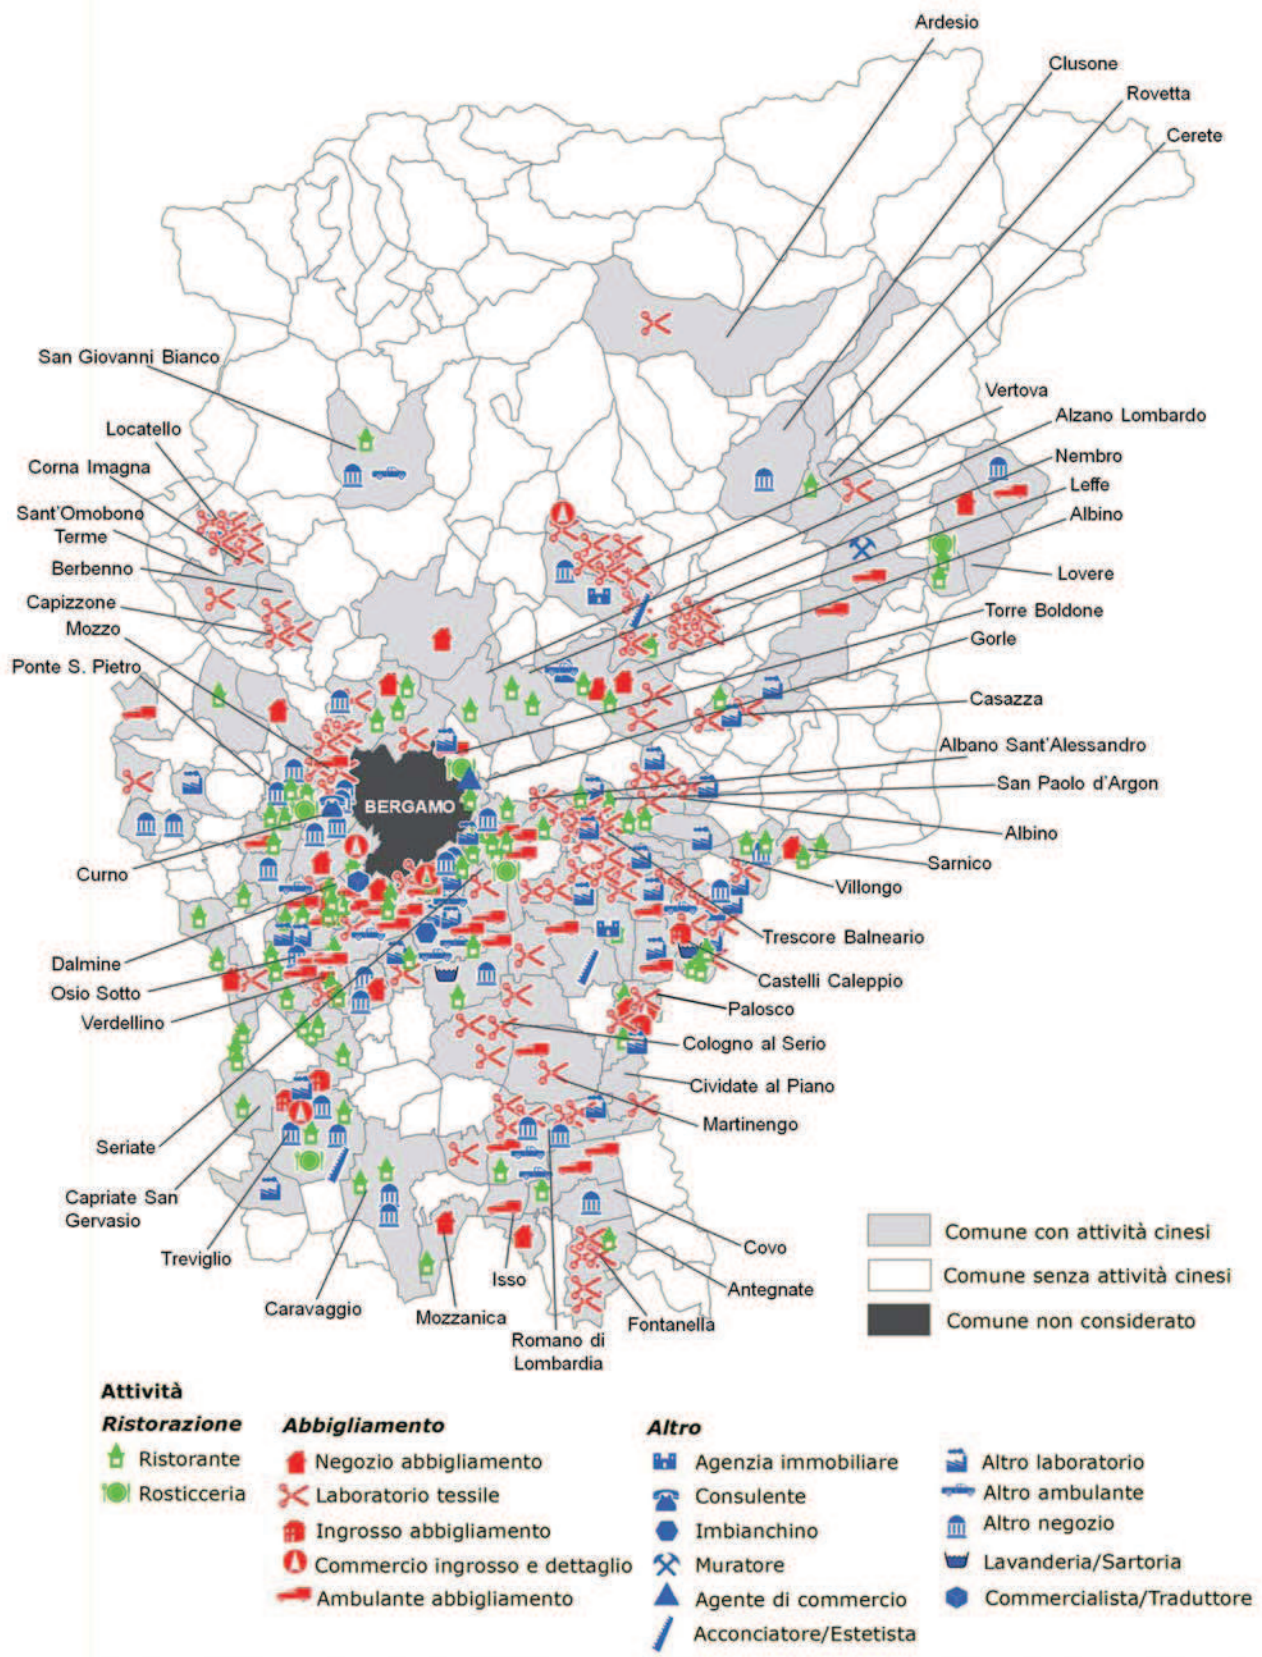 Ardesio
Clusone
Rovetta
Cerete
San Giovanni Bianco
Vertova
Locatello
Alzano Lombardo
Corna Imagna
Nembro
Leffe
Sant'Omobono
Terme
Albino
Berbenno
Lovere
Capizzone
Torre Boldone
Mozzo
Gorle
Ponte S. Pietro
Casazza
Albano Sant'Alessandro
San Paolo d'Argon
BERGAMO
Albino
Curno
Sarnico
Villongo
Trescore Balneario
Dalmine
Castelli Caleppio
Osio Sotto
Palosco
Verdellino
Cologno al Serio
Cividate al Piano
Martinengo
Seriate
Capriate San
Gervasio
Treviglio
Covo
Isso
Antegnate
Caravaggio
Mozzanica
Fontanella
Romano di
Lombardia
Comune con attività cinesi
Comune senza attività cinesi
Comune non considerato
Attività
Ristorazione
Ristorante
Rosticceria
Abbigliamento
Negozio abbigliamento
Laboratorio tessile
Ingrosso abbigliamento
Commercio ingrosso e dettaglio
Ambulante abbigliamento
Altro
Agenzia immobiliare
Consulente
Imbianchino
Muratore
Agente di commercio
Acconciatore/Estetista
Altro laboratorio
Altro ambulante
Altro negozio
Lavanderia/Sartoria
Commercialista/Traduttore